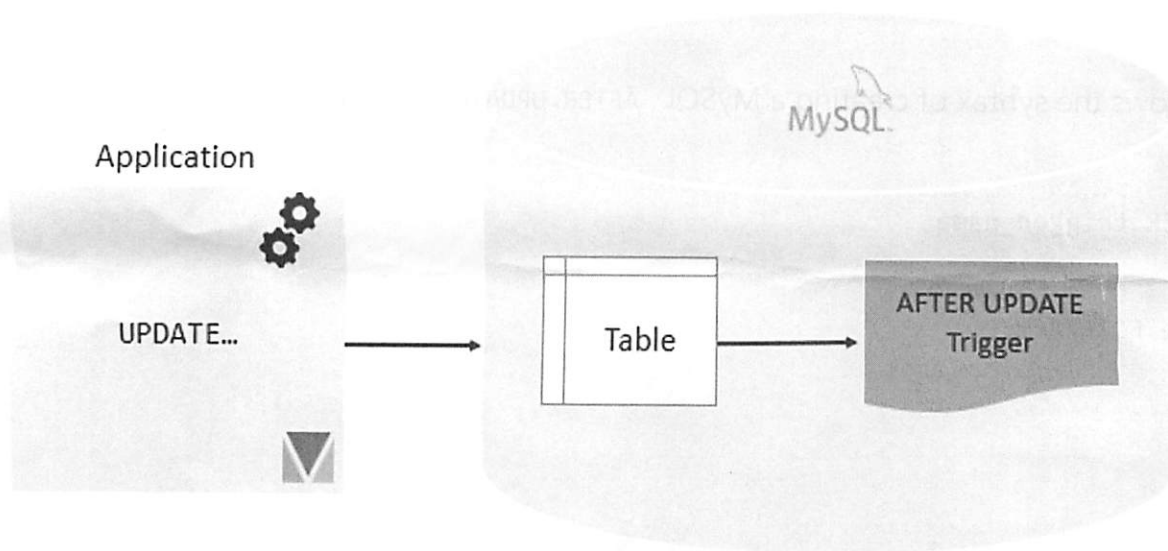 MySQL
Application
UPDATE...
Table
AFTER UPDATE
Trigger